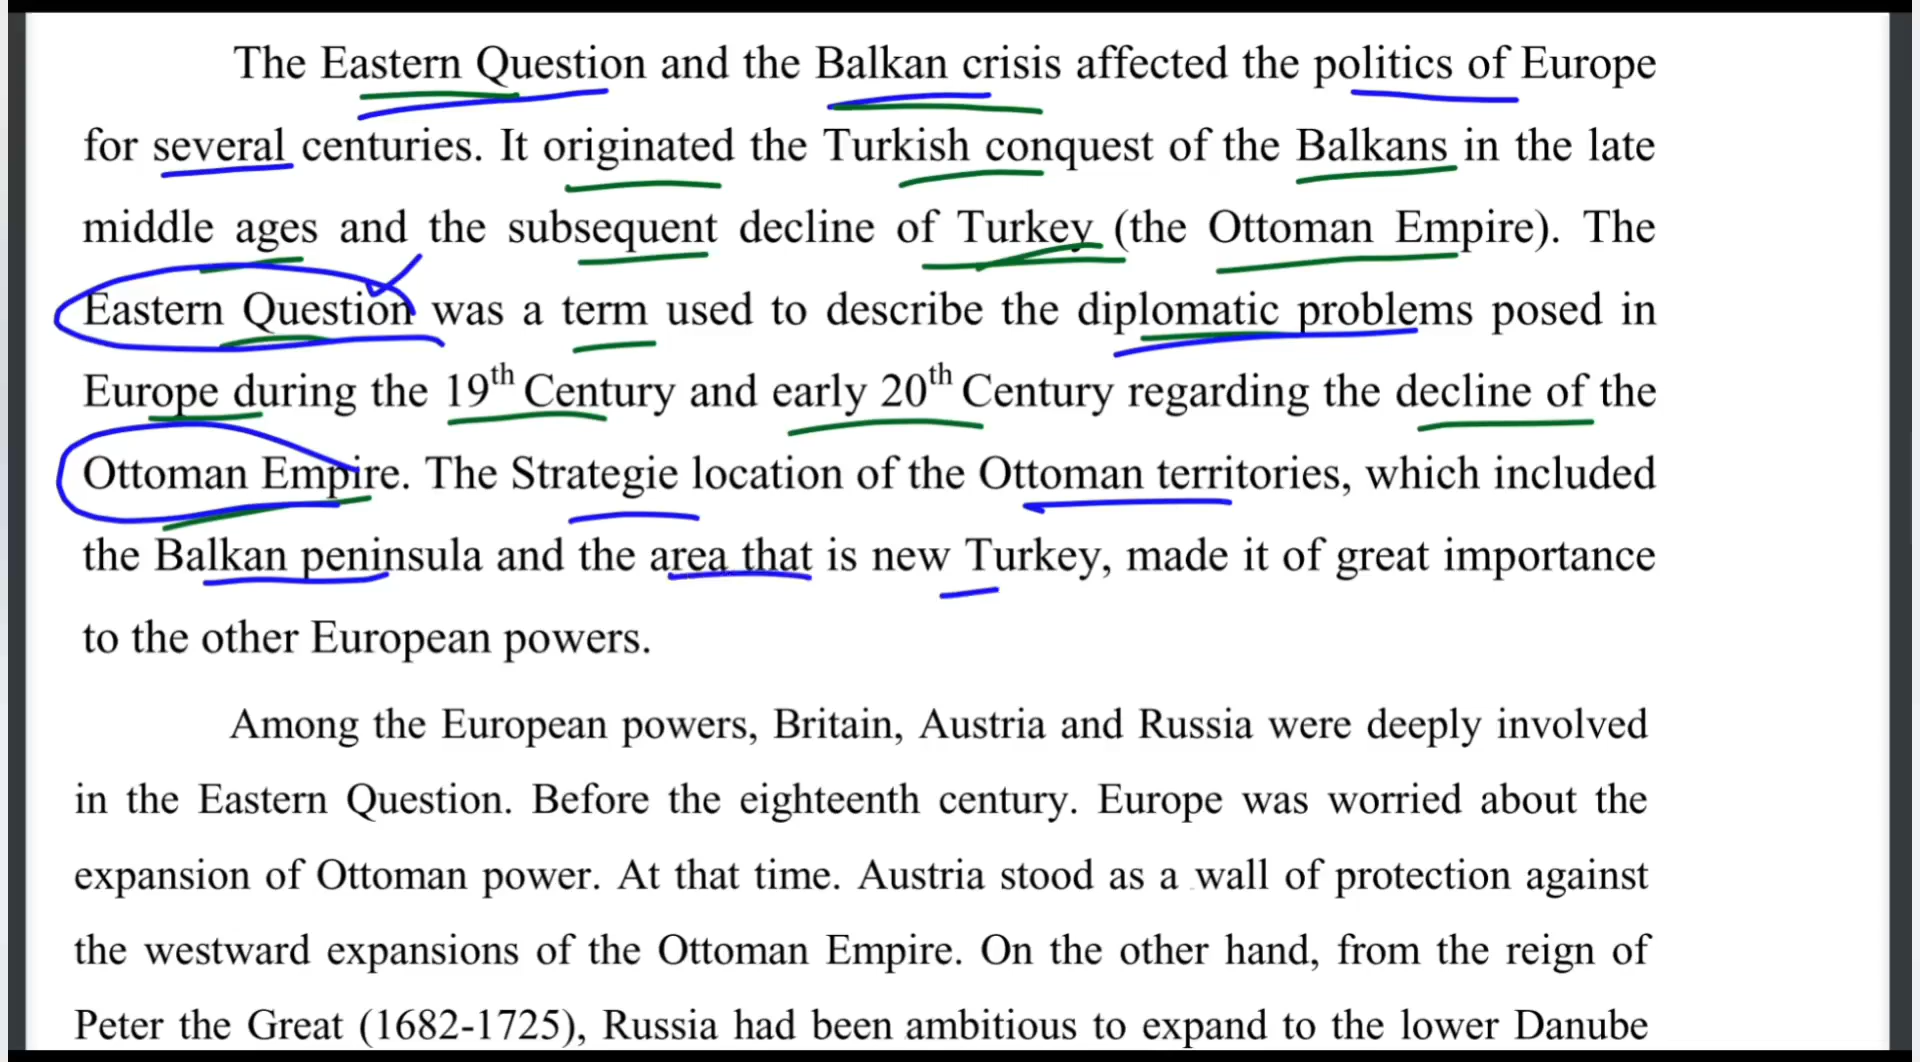 The Eastern Question and the Balkan crisis affected the politics of Europe
for several centuries. It originated the Turkish conquest of the Balkans in the late
middle ages and the subsequent decline of Turkey (the Ottoman Empire). The
Eastern Question was a term used to describe the diplomatic problems posed in
Europe during the 19th Century and early 20th Century regarding the decline of the
Ottoman Empire. The Strategie location of the Ottoman territories, which included
the Balkan peninsula and the area that is new Turkey, made it of great importance
to the other European powers.
Among the European powers, Britain, Austria and Russia were deeply involved
in the Eastern Question. Before the eighteenth century. Europe was worried about the
expansion of Ottoman power. At that time. Austria stood as a wall of protection against
the westward expansions of the Ottoman Empire. On the other hand, from the reign of
Peter the Great (1682-1725), Russia had been ambitious to expand to the lower Danube